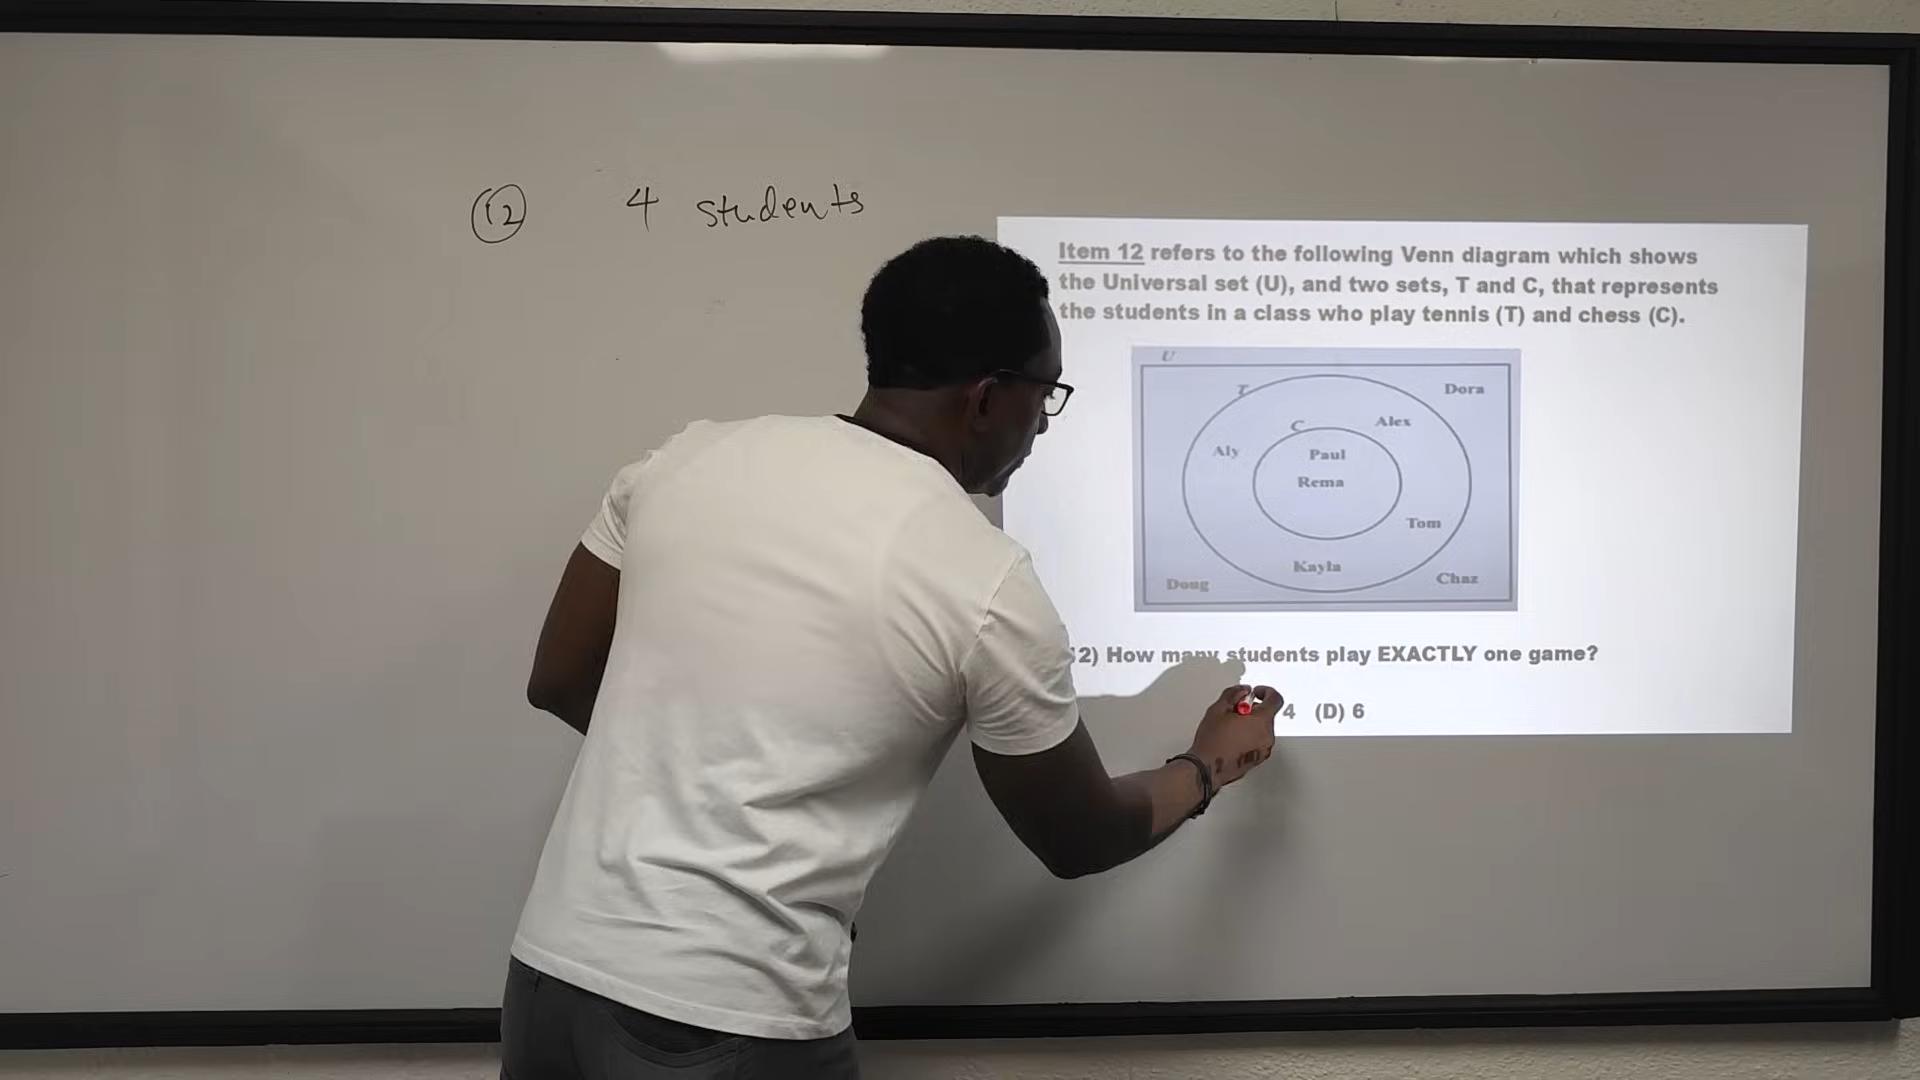 12 4 students
Item 12 refers to the following Venn diagram which shows
the Universal set (U), and two sets, T and C, that represents
the students in a class who play tennis (T) and chess (C).
U
T
Dora
C
Alex
Aly
Paul
Rema
Tom
Kayla
Doug
Chaz
2) How many students play EXACTLY one game?
4 (D) 6